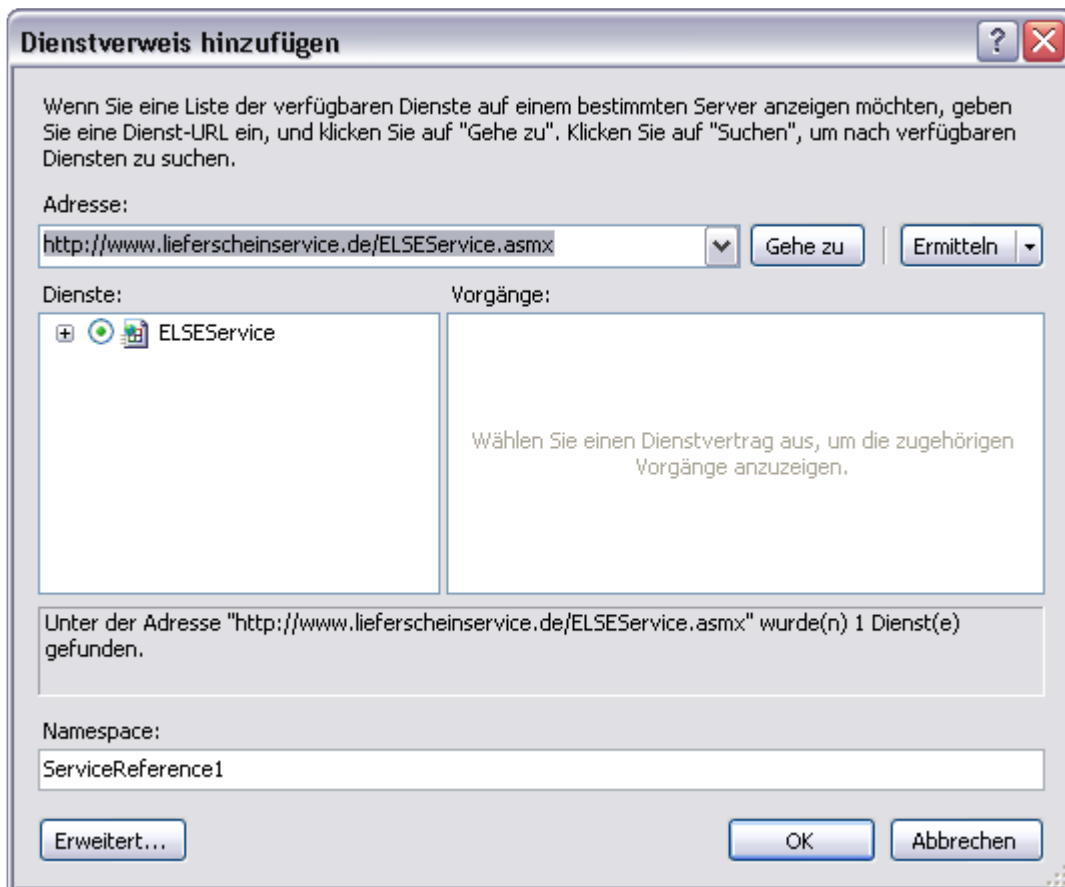 Dienstverweis hinzufügen
Wenn Sie eine Liste der verfügbaren Dienste auf einem bestimmten Server anzeigen möchten, geben
Sie eine Dienst-URL ein, und klicken Sie auf "Gehe zu". Klicken Sie auf "Suchen", um nach verfügbaren
Diensten zu suchen.
Adresse:
http://www.lieferscheinservice.de/ELSEService.asmx Gehe zu Ermitteln
Dienste: Vorgänge:
ELSEService
Wählen Sie einen Dienstvertrag aus, um die zugehörigen
Vorgänge anzuzeigen.
Unter der Adresse "http://www.lieferscheinservice.de/ELSEService.asmx" wurde(n) 1 Dienst(e)
gefunden.
Namespace:
ServiceReference1
Erweitert... OK Abbrechen